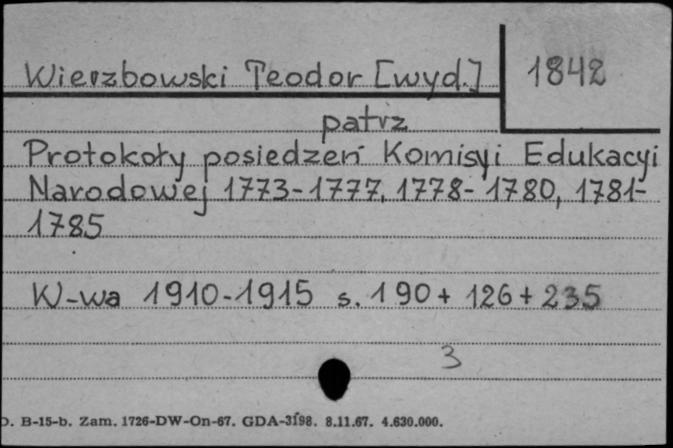 Wierzbowski Teodor [wyd.] 1842
patrz
Protokoły posiedzeń Komisyi Edukacyi
Narodowej 1773-1777, 1778-1780, 1781-
1785
W-wa 1910-1915 s. 190+126+235
3
D. B-15-b. Zam. 1726-DW-On-67. GDA-3198. 8.11.67. 4.630.000.